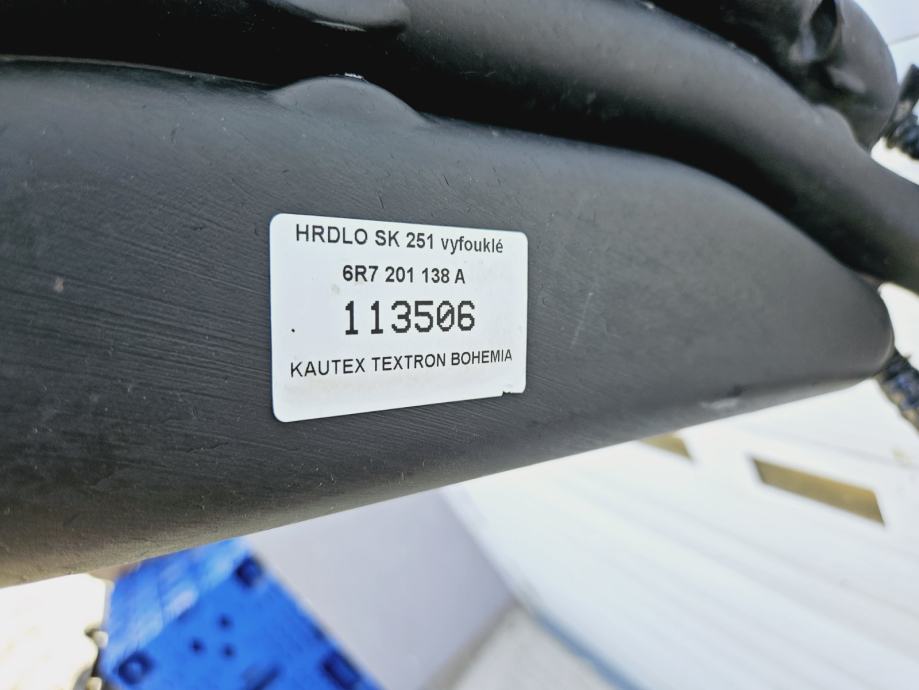 HRDLO SK 251 vyfouklé
6R7 201 138 A
113506
KAUTEX TEXTRON BOHEMIA